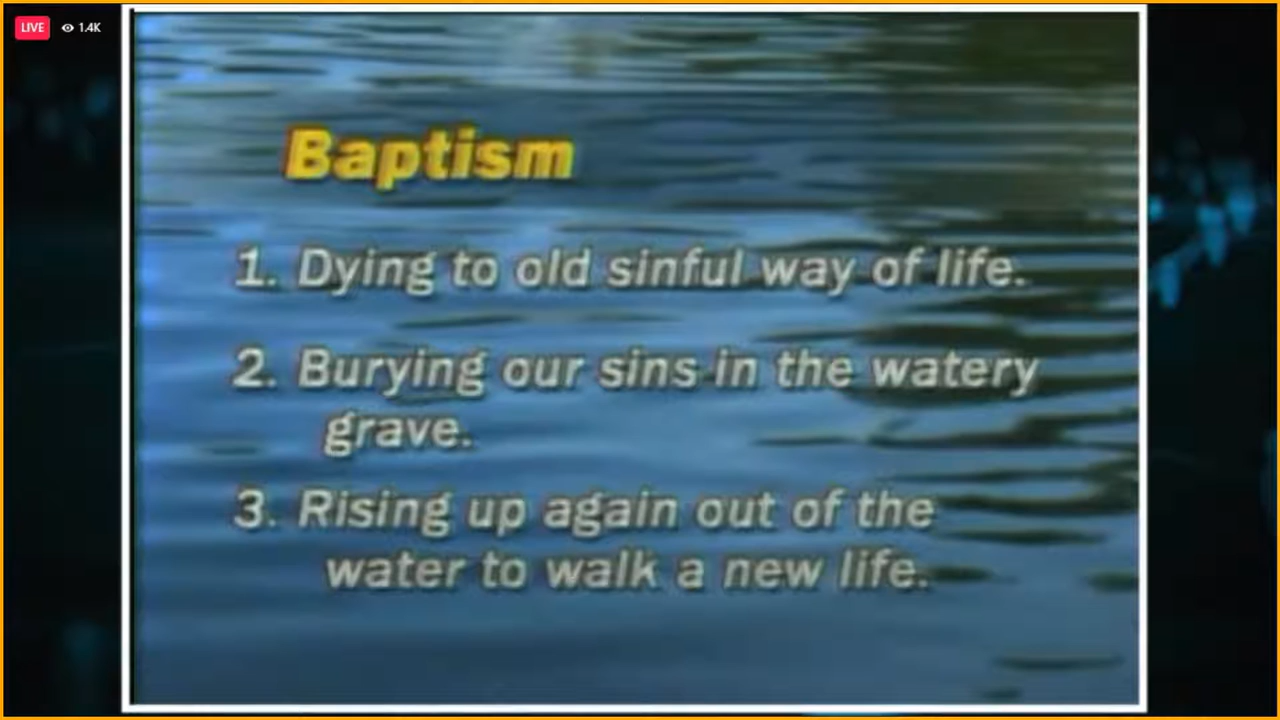 LIVE 1.4K
Baptism
1. Dying to old sinful way of life.
2. Burying our sins in the watery
grave.
3. Rising up again out of the
water to walk a new life.